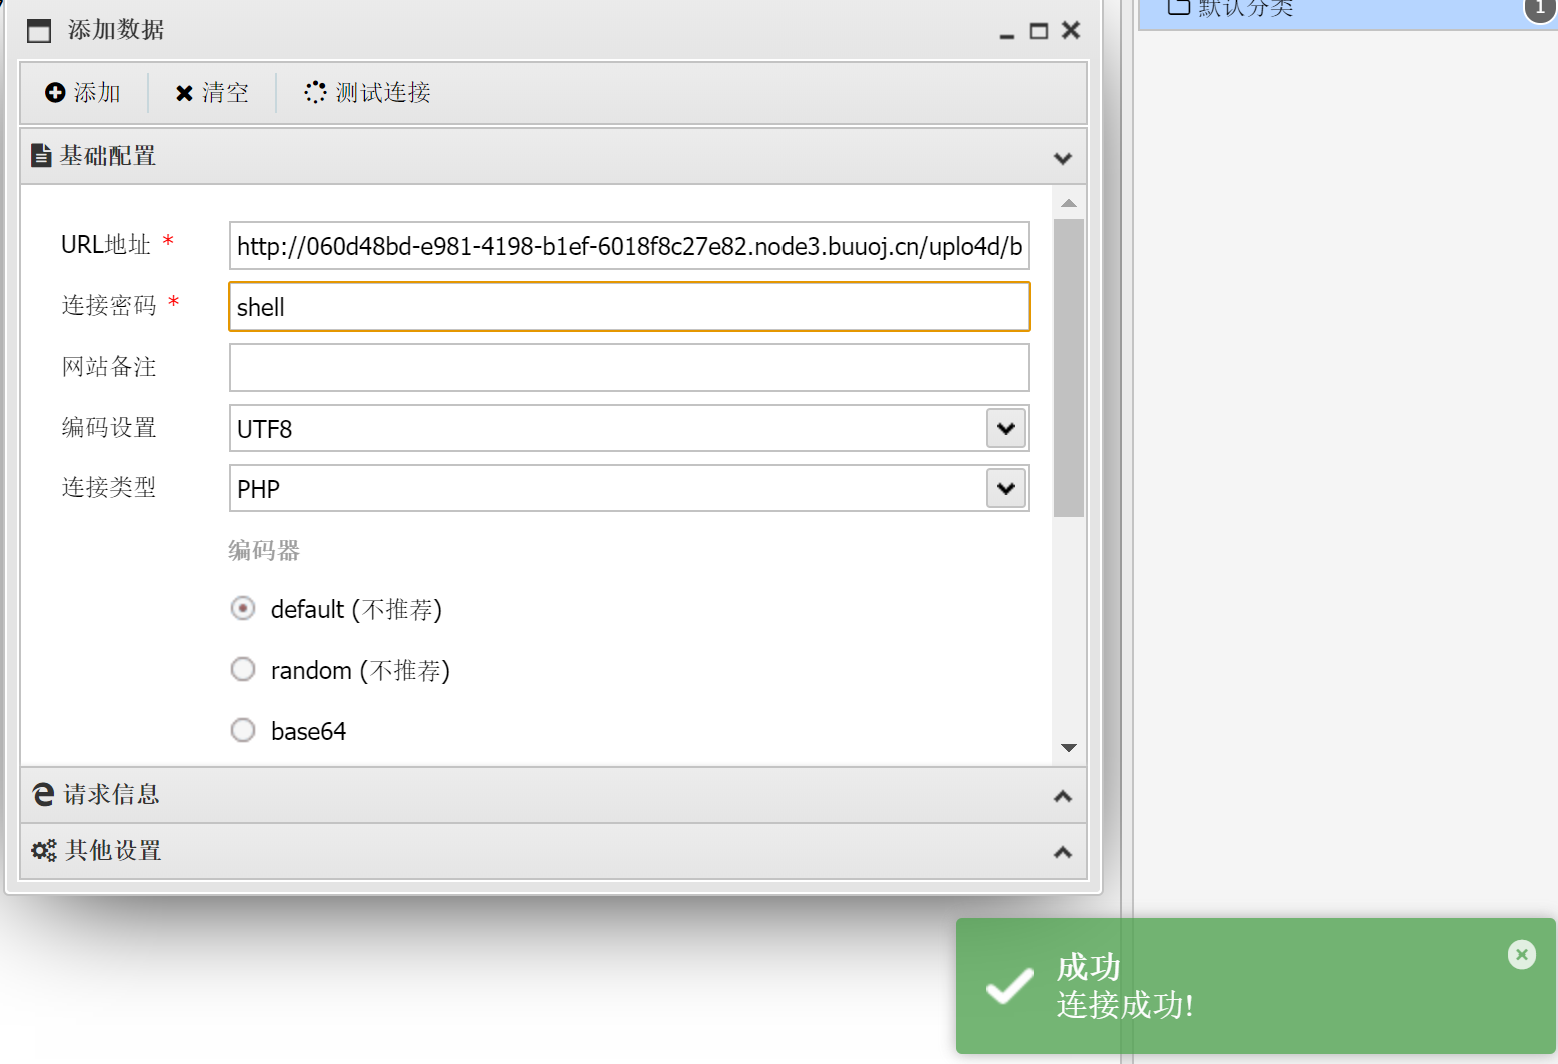 添加数据
默认分类
1
添加 清空 测试连接
基础配置
URL地址 *
http://060d48bd-e981-4198-b1ef-6018f8c27e82.node3.buuoj.cn/uplo4d/b
连接密码 *
shell
网站备注
编码设置
UTF8
连接类型
PHP
编码器
default (不推荐)
random (不推荐)
base64
请求信息
其他设置
成功
连接成功!